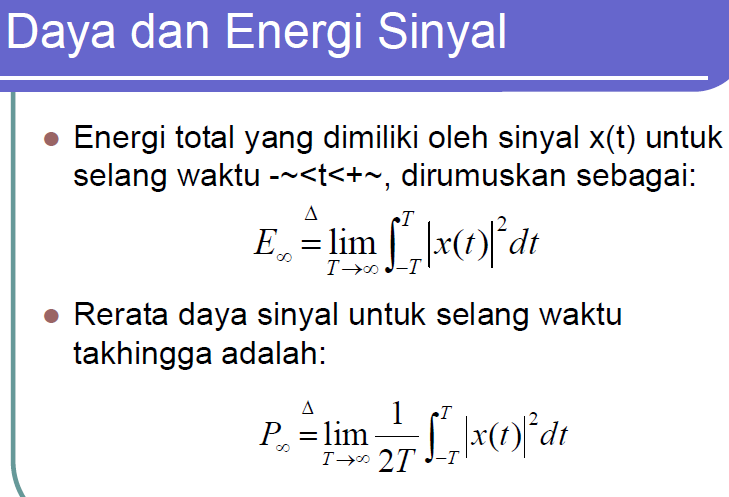 Daya dan Energi Sinyal
● Energi total yang dimiliki oleh sinyal x(t) untuk
selang waktu -~<t<+~, dirumuskan sebagai:
E∞ ≜ lim_{T→∞} ∫_{-T}^{T} |x(t)|² dt
● Rerata daya sinyal untuk selang waktu
takhingga adalah:
P∞ ≜ lim_{T→∞} 1/2T ∫_{-T}^{T} |x(t)|² dt